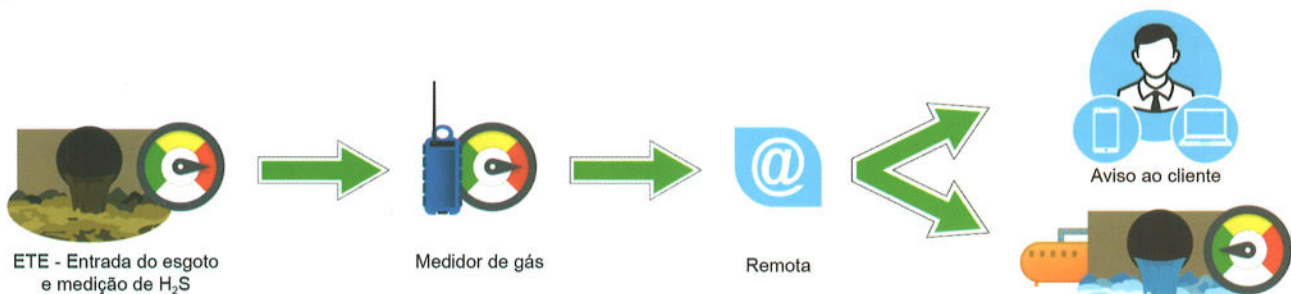 Aviso ao cliente
ETE - Entrada do esgoto
e medição de H₂S
Medidor de gás
Remota
@